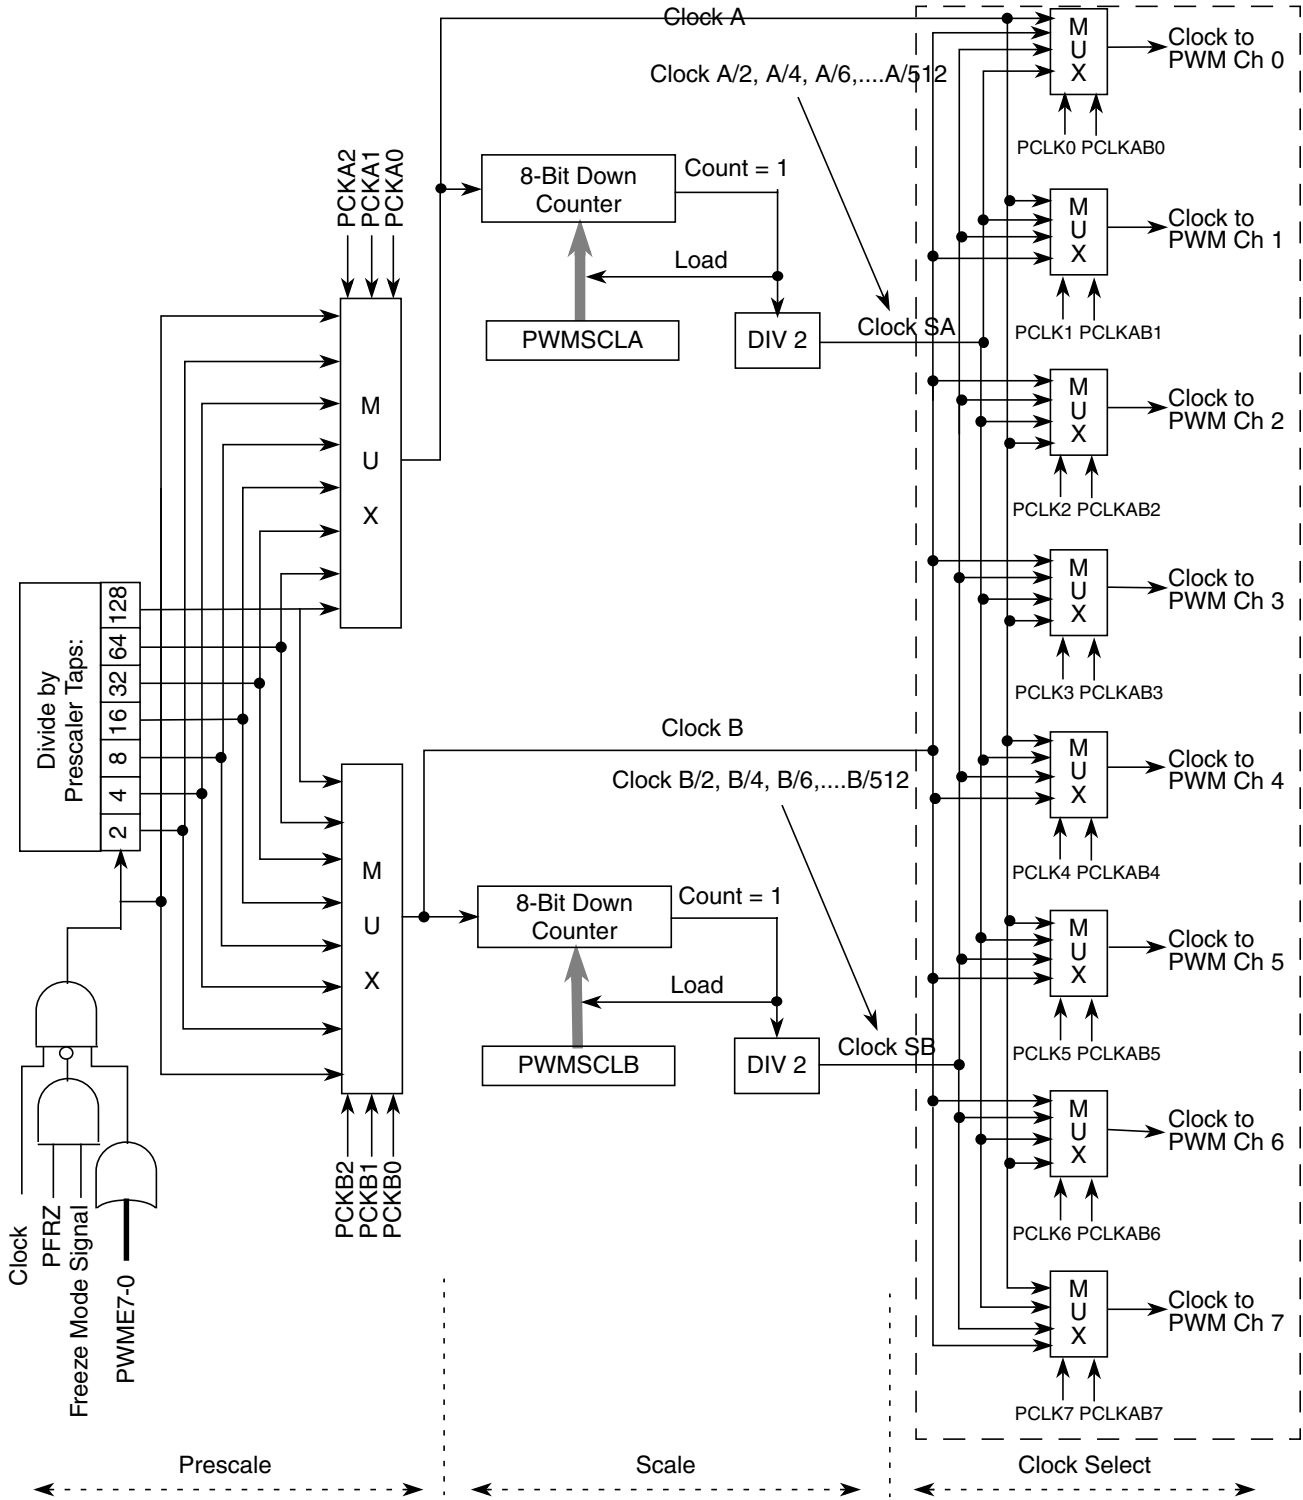 Clock A
Clock A/2, A/4, A/6,....A/512
M
U
X
Clock to
PWM Ch 0
PCLK0 PCLKAB0
PCKA2
PCKA1
PCKA0
8-Bit Down
Counter
Count = 1
Load
PWMSCLA
DIV 2
Clock SA
M
U
X
Clock to
PWM Ch 1
PCLK1 PCLKAB1
M
U
X
M
U
X
Clock to
PWM Ch 2
PCLK2 PCLKAB2
M
U
X
Clock to
PWM Ch 3
PCLK3 PCLKAB3
Divide by
Prescaler Taps:
128
64
32
16
8
4
2
Clock B
Clock B/2, B/4, B/6,....B/512
M
U
X
Clock to
PWM Ch 4
PCLK4 PCLKAB4
M
U
X
8-Bit Down
Counter
Count = 1
Load
PWMSCLB
DIV 2
Clock SB
M
U
X
Clock to
PWM Ch 5
PCLK5 PCLKAB5
PCKB2
PCKB1
PCKB0
M
U
X
Clock to
PWM Ch 6
PCLK6 PCLKAB6
Clock
PFRZ
Freeze Mode Signal
PWME7-0
M
U
X
Clock to
PWM Ch 7
PCLK7 PCLKAB7
Prescale
Scale
Clock Select